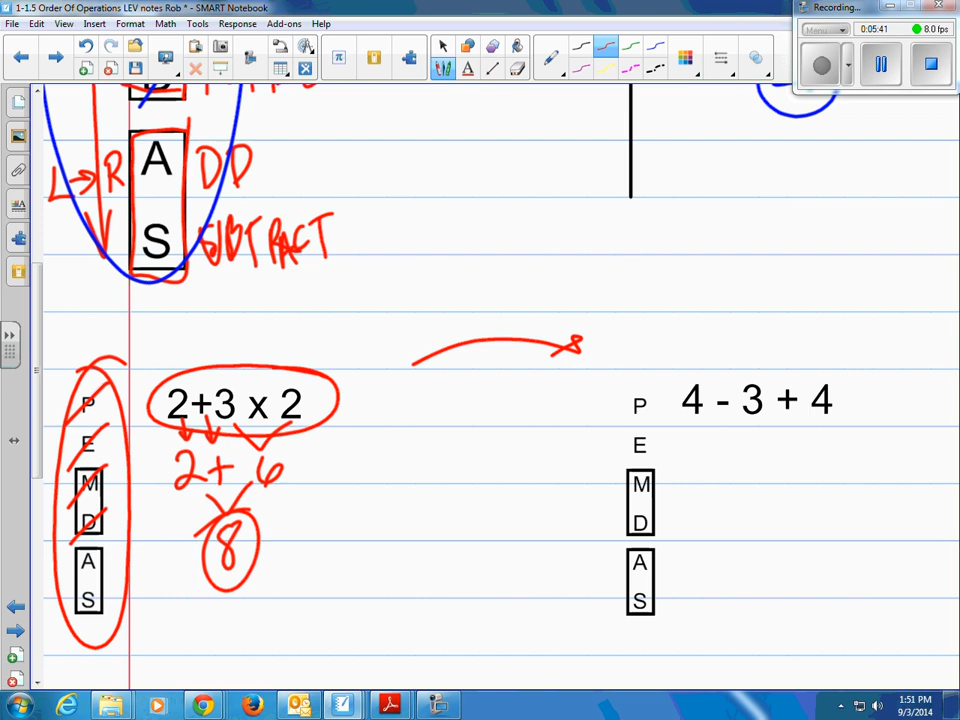 1-1.5 Order Of Operations LEV notes Rob * - SMART Notebook
Recording...
File Edit View Insert Format Math Tools Response Add-ons Help
Menu 0:05:41 8.0 fps
L→R A DD
S SUBTRACT
P 2+3 x 2
E 2+ 6
M 8
D
A
S
P 4 - 3 + 4
E
M
D
A
S
1:51 PM
9/3/2014